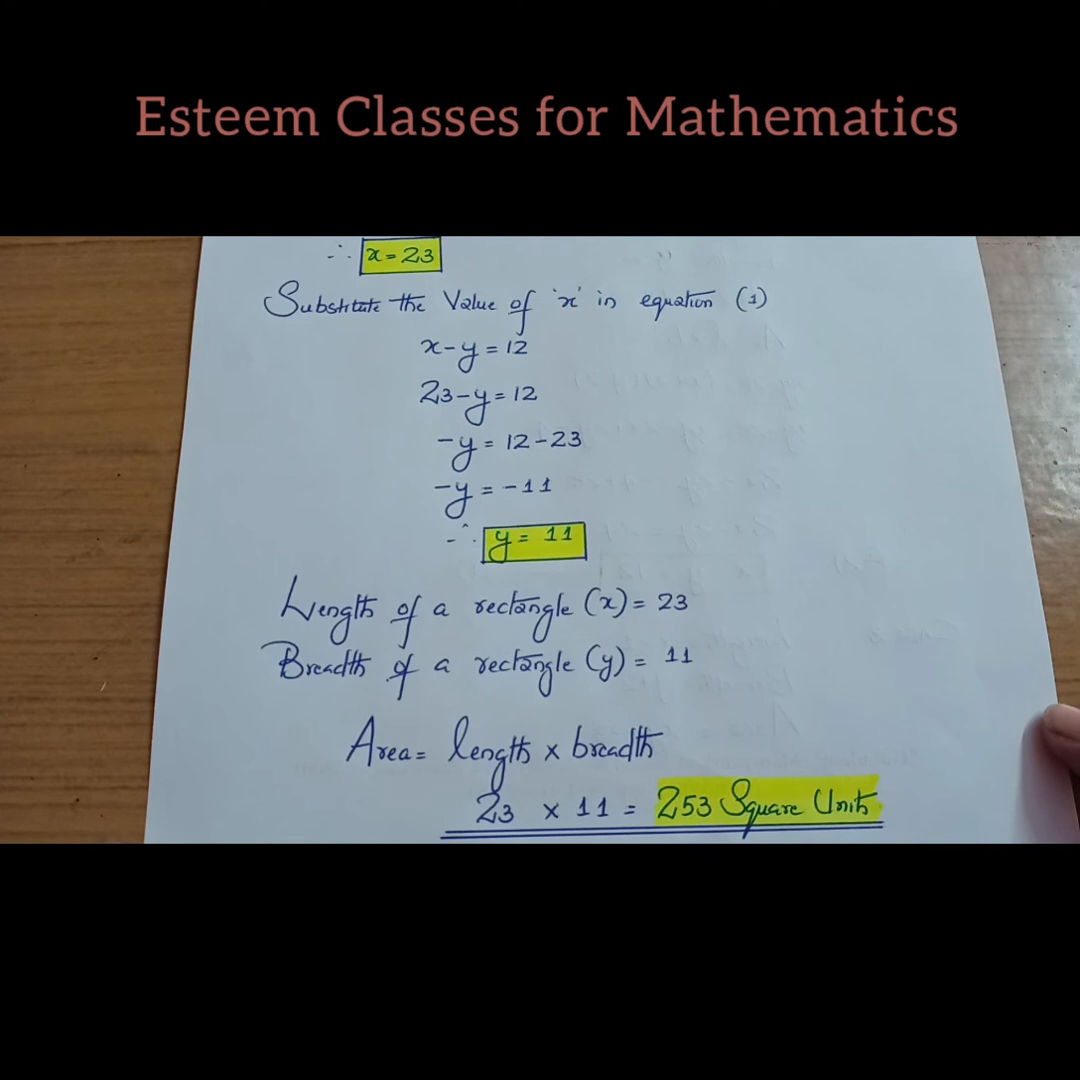 Esteem Classes for Mathematics
∴ x = 23
Substitute the Value of 'x' in equation (1)
x - y = 12
23 - y = 12
- y = 12 - 23
- y = - 11
∴ y = 11
Length of a rectangle (x) = 23
Breadth of a rectangle (y) = 11
Area = length × breadth
23 × 11 = 253 Square Units